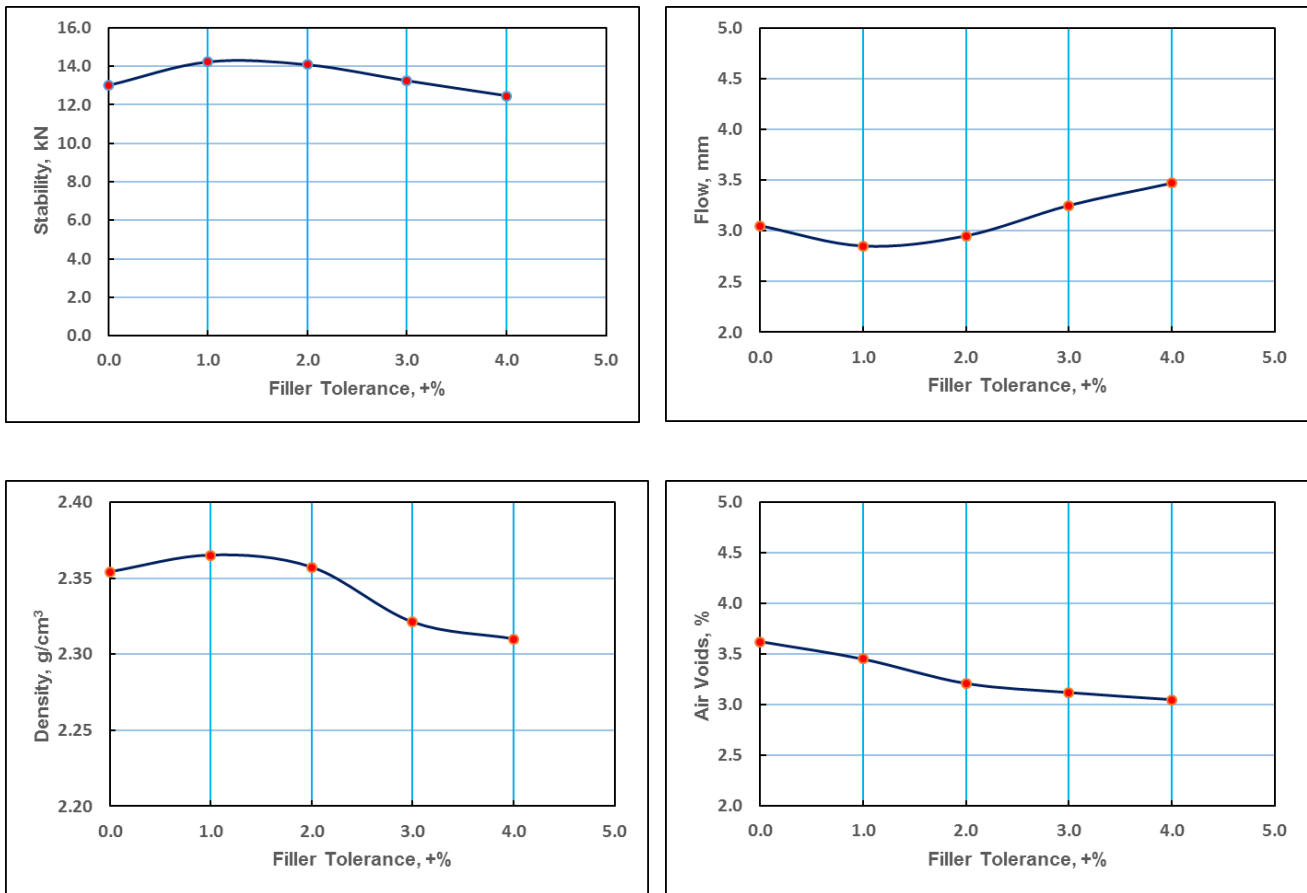 16.0
14.0
12.0
10.0
8.0
6.0
4.0
2.0
0.0
Stability, kN
0.0 1.0 2.0 3.0 4.0 5.0
Filler Tolerance, +%
5.0
4.5
4.0
3.5
3.0
2.5
2.0
Flow, mm
0.0 1.0 2.0 3.0 4.0 5.0
Filler Tolerance, +%
2.40
2.35
2.30
2.25
2.20
Density, g/cm³
0.0 1.0 2.0 3.0 4.0 5.0
Filler Tolerance, +%
5.0
4.5
4.0
3.5
3.0
2.5
2.0
Air Voids, %
0.0 1.0 2.0 3.0 4.0 5.0
Filler Tolerance, +%